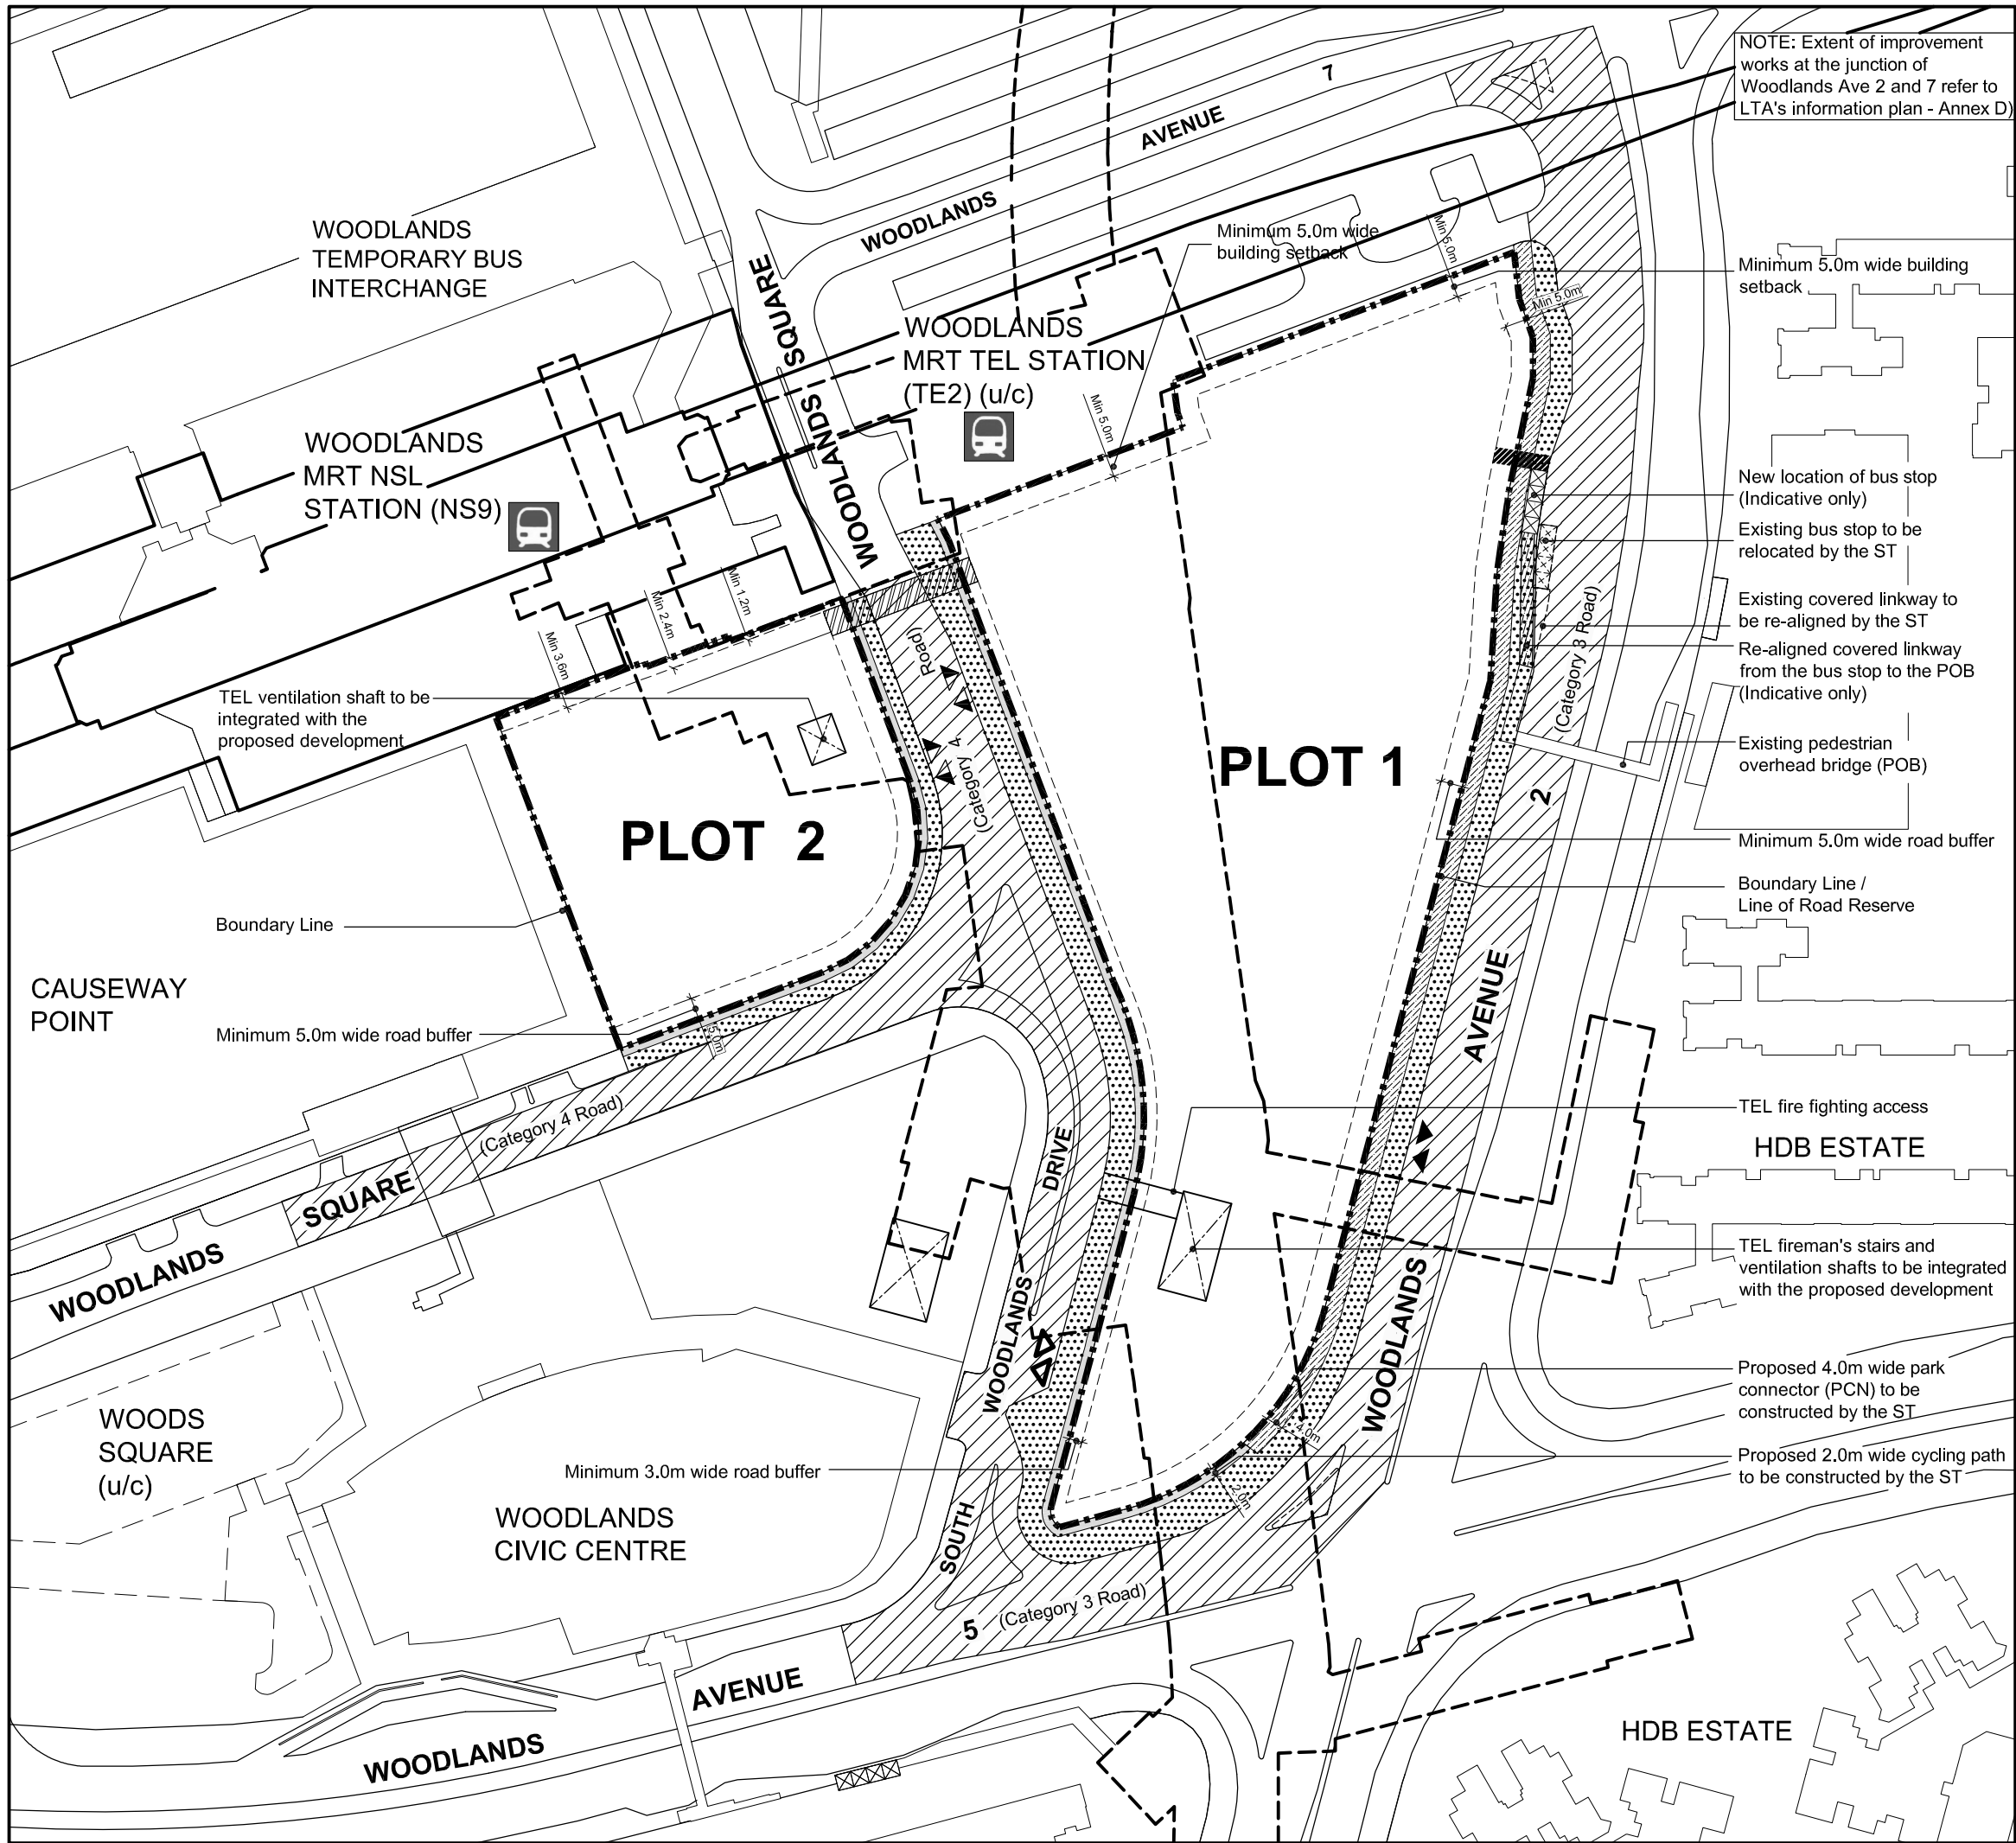 NOTE: Extent of improvement
works at the junction of
Woodlands Ave 2 and 7 refer to
LTA's information plan - Annex D)
7
AVENUE
WOODLANDS
WOODLANDS
TEMPORARY BUS
INTERCHANGE
SQUARE
WOODLANDS SQUARE
WOODLANDS
Minimum 5.0m wide
building setback
Min 5.0m
Minimum 5.0m wide building
setback
Min 5.0m
WOODLANDS
MRT TEL STATION
(TE2) (u/c)
Min 5.0m
WOODLANDS
MRT NSL
STATION (NS9)
New location of bus stop
(Indicative only)
Existing bus stop to be
relocated by the ST
Existing covered linkway to
be re-aligned by the ST
Re-aligned covered linkway
from the bus stop to the POB
(Indicative only)
Existing pedestrian
overhead bridge (POB)
Min 1.2m
Min 2.4m
Min 3.6m
TEL ventilation shaft to be
integrated with the
proposed development
(Category 4 Road)
(Category 3 Road)
PLOT 1
PLOT 2
2
Minimum 5.0m wide road buffer
Boundary Line /
Line of Road Reserve
Boundary Line
CAUSEWAY
POINT
Minimum 5.0m wide road buffer
5.0m
AVENUE
(Category 4 Road)
TEL fire fighting access
HDB ESTATE
DRIVE
SQUARE
WOODLANDS
TEL fireman's stairs and
ventilation shafts to be integrated
with the proposed development
WOODLANDS
WOODLANDS
Proposed 4.0m wide park
connector (PCN) to be
constructed by the ST
4.0m
Proposed 2.0m wide cycling path
to be constructed by the ST
2.0m
WOODS
SQUARE
(u/c)
Minimum 3.0m wide road buffer
WOODLANDS
CIVIC CENTRE
SOUTH
5
(Category 3 Road)
AVENUE
WOODLANDS
HDB ESTATE